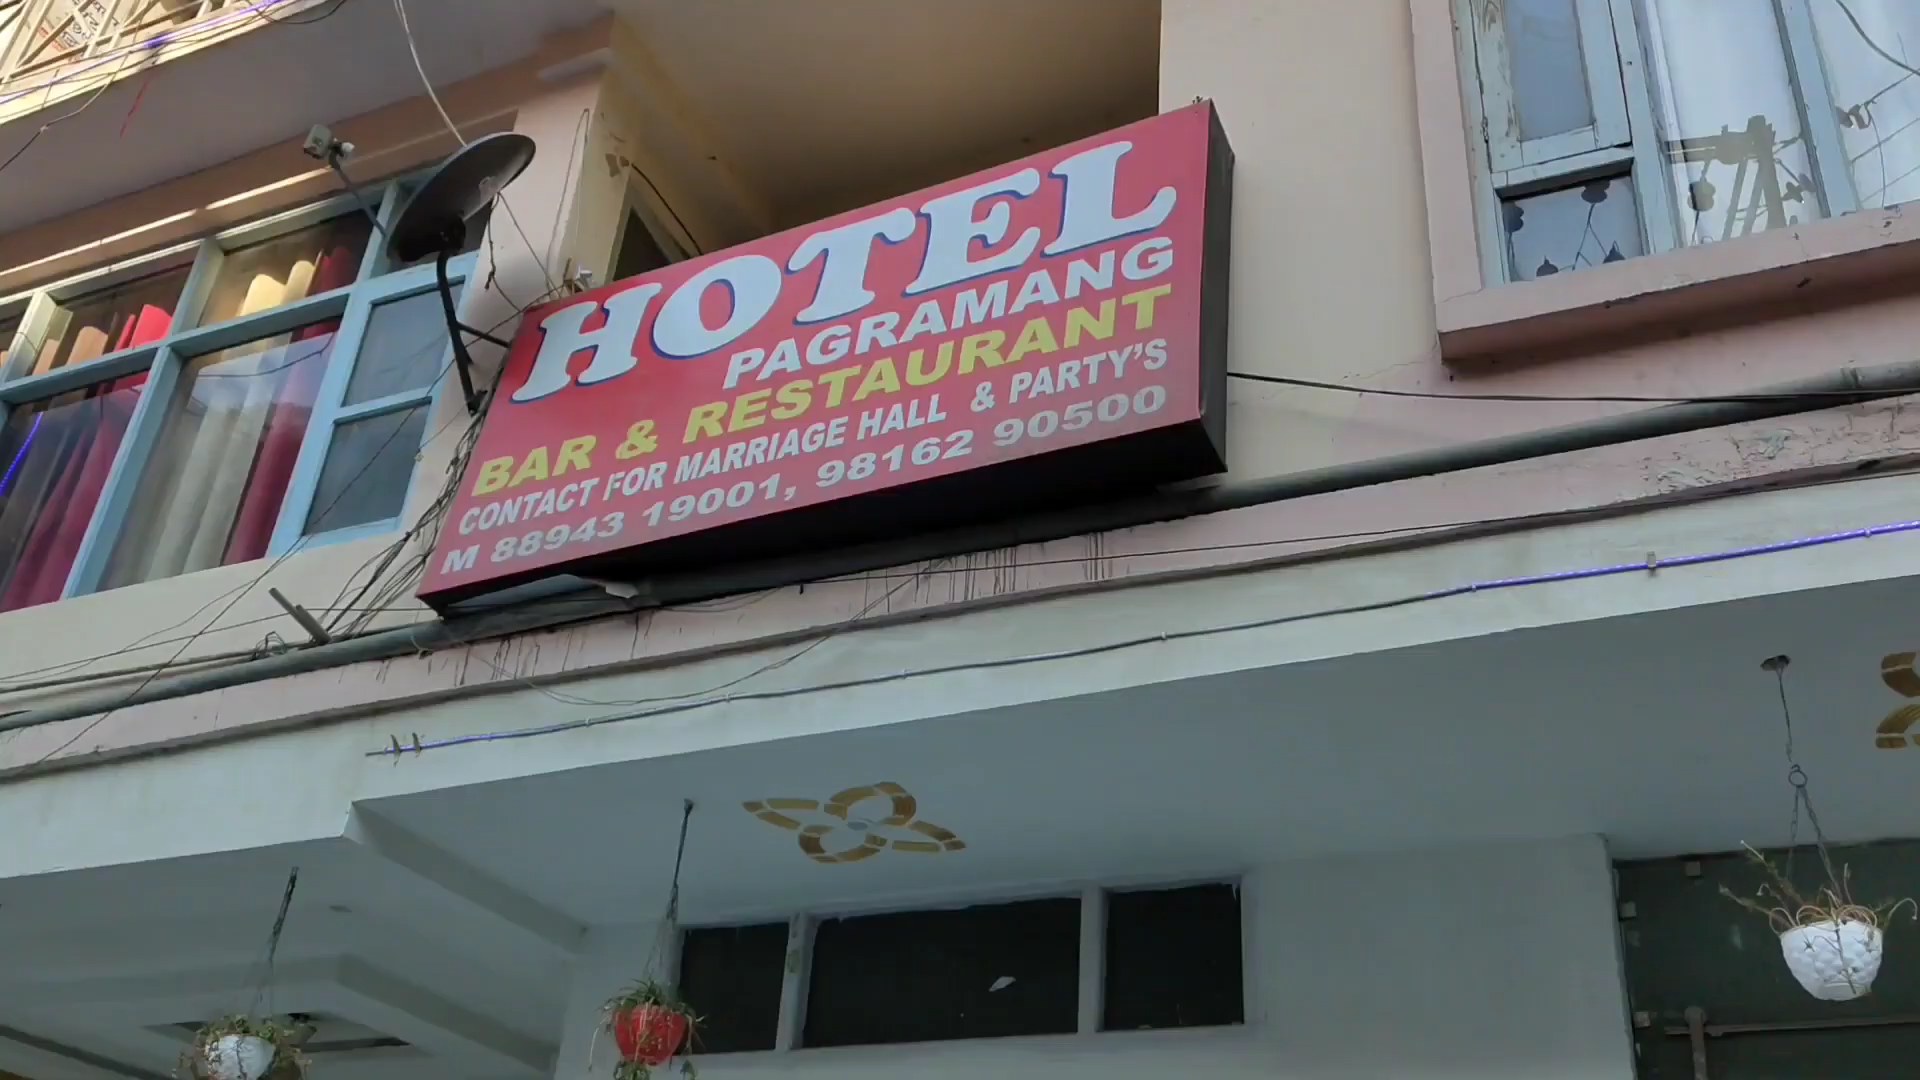 HOTEL
PAGRAMANG
BAR & RESTAURANT
CONTACT FOR MARRIAGE HALL & PARTY'S
M 88943 19001, 98162 90500